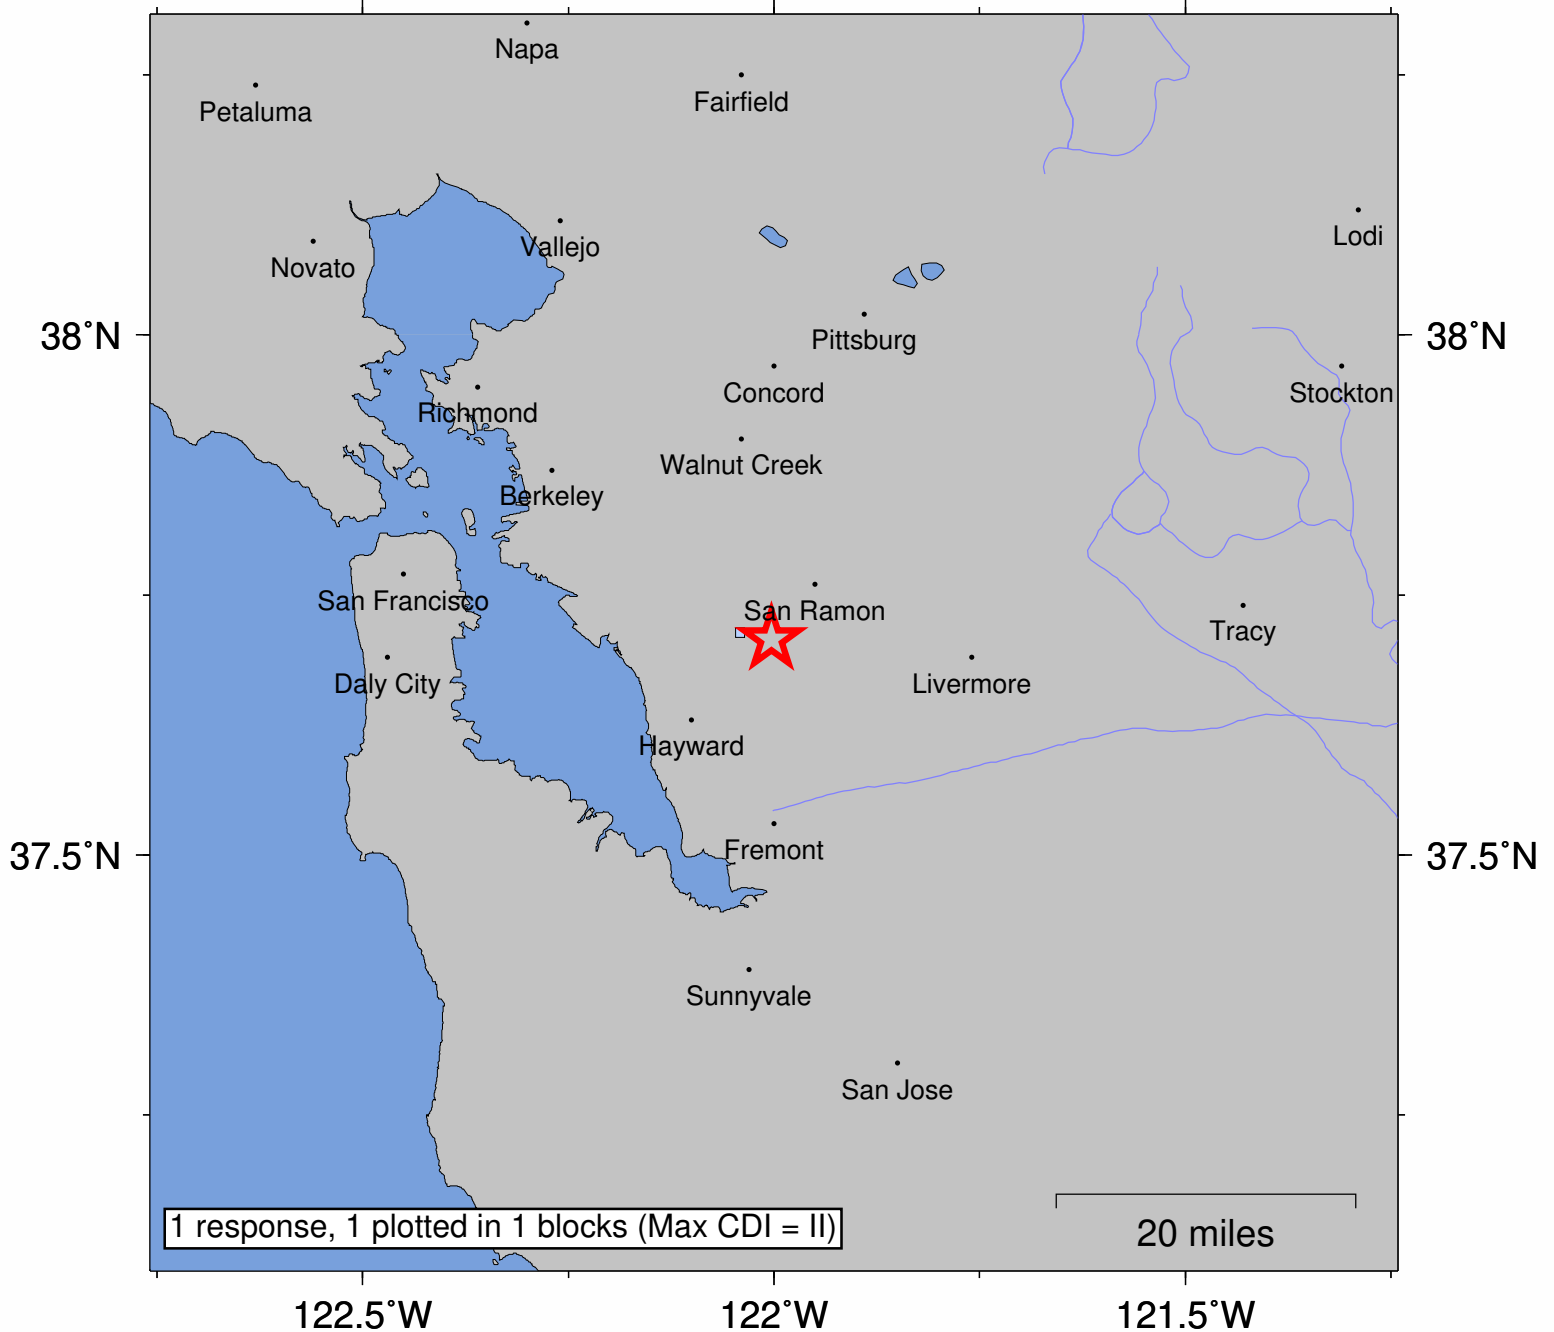 Napa
Fairfield
Petaluma
Lodi
Vallejo
Novato
38˚N
38˚N
Pittsburg
Concord
Stockton
Richmond
Walnut Creek
Berkeley
San Francisco
San Ramon
Tracy
Daly City
Livermore
Hayward
Fremont
37.5˚N
37.5˚N
Sunnyvale
San Jose
1 response, 1 plotted in 1 blocks (Max CDI = II)
20 miles
122.5˚W
122˚W
121.5˚W